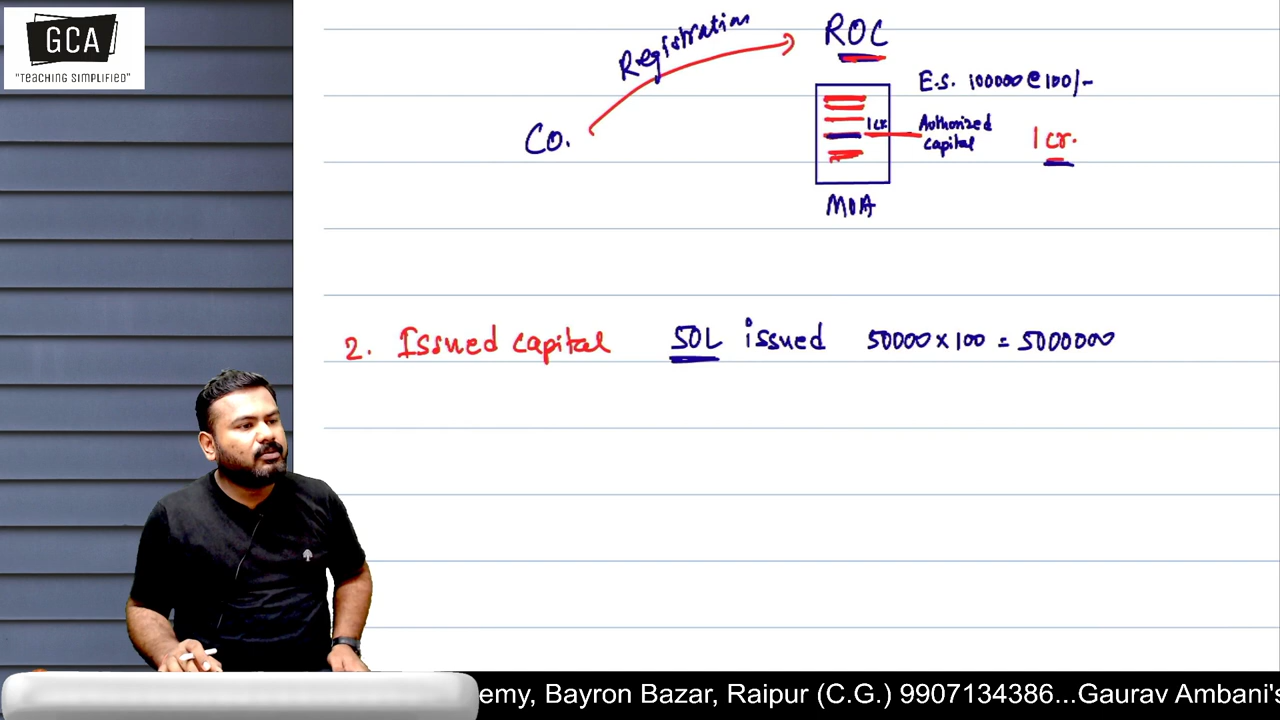 GCA
"TEACHING SIMPLIFIED"
Registration
ROC
E.S. 100000@100/-
Co.
1cr
Authorized
capital
1 cr.
MOA
2. Issued capital 50L issued 50000 x 100 = 5000000
emy, Bayron Bazar, Raipur (C.G.) 9907134386...Gaurav Ambani's